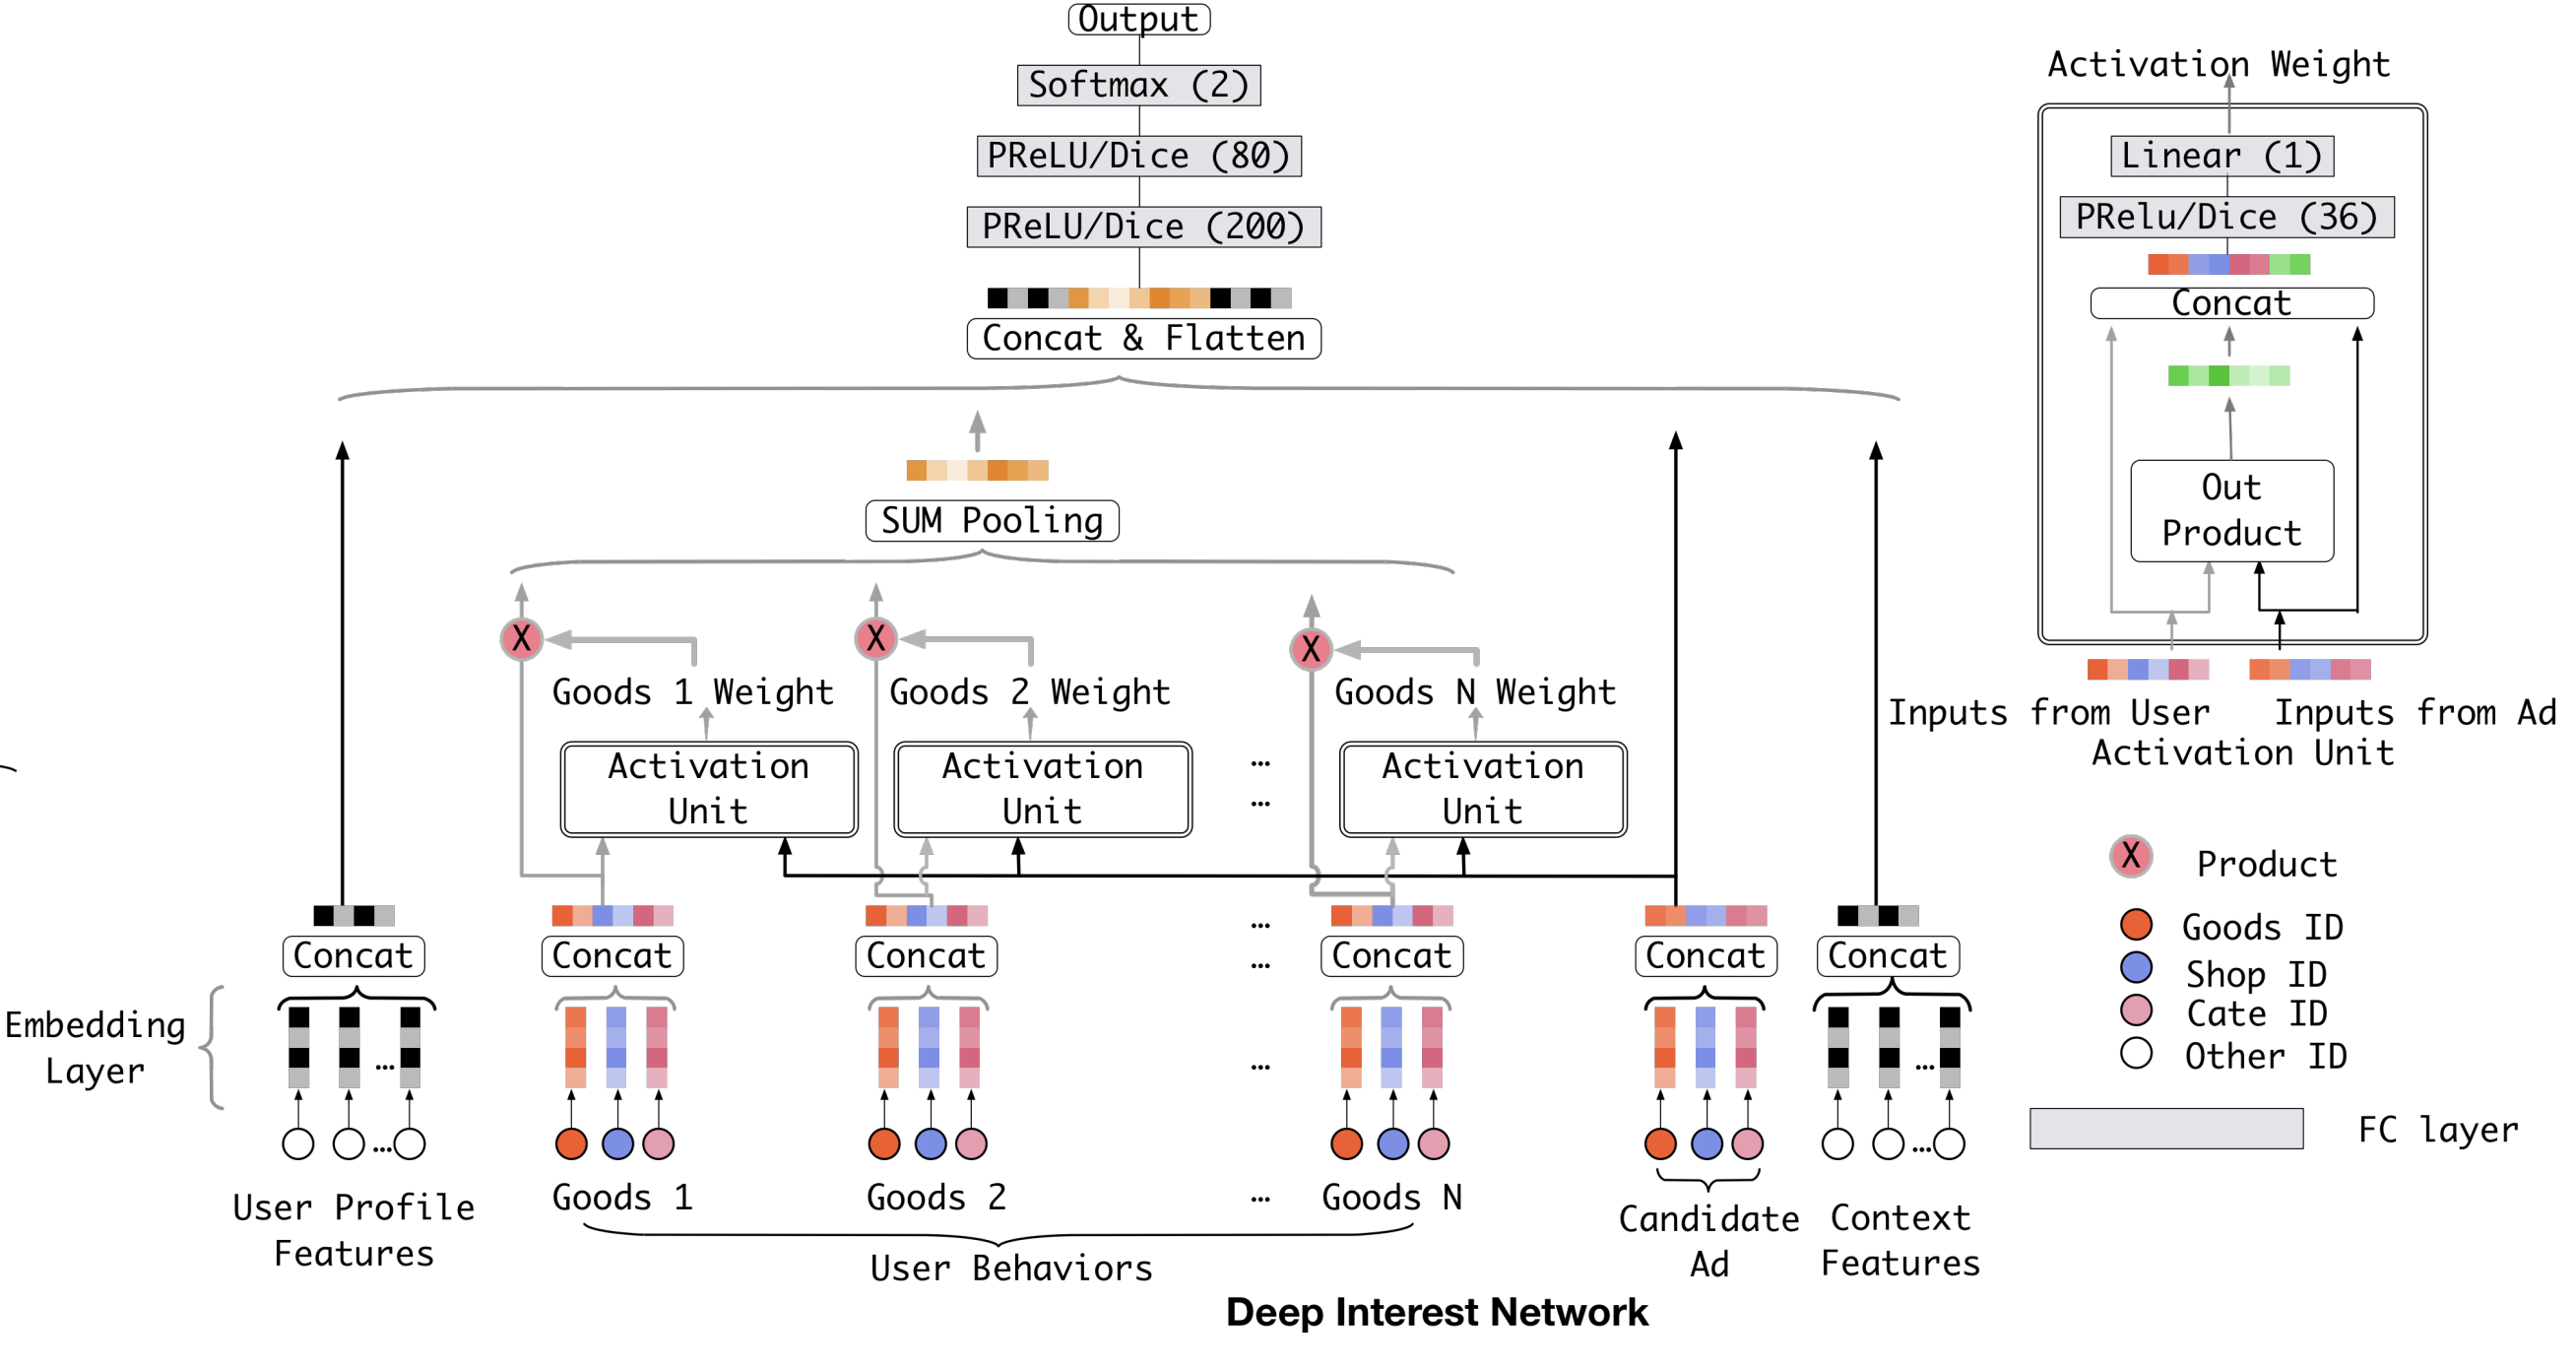 Output
Softmax (2)
PReLU/Dice (80)
PReLU/Dice (200)
Concat & Flatten
SUM Pooling
X
X
X
Goods 1 Weight
Goods 2 Weight
Goods N Weight
Activation
Unit
Activation
Unit
...
...
Activation
Unit
Concat
Concat
Concat
...
...
Concat
Concat
Concat
Embedding
Layer
...
...
...
...
...
User Profile
Features
Goods 1
Goods 2
...
Goods N
User Behaviors
Candidate
Ad
Context
Features
Deep Interest Network
Activation Weight
Linear (1)
PRelu/Dice (36)
Concat
Out
Product
Inputs from User
Inputs from Ad
Activation Unit
X Product
Goods ID
Shop ID
Cate ID
Other ID
FC layer